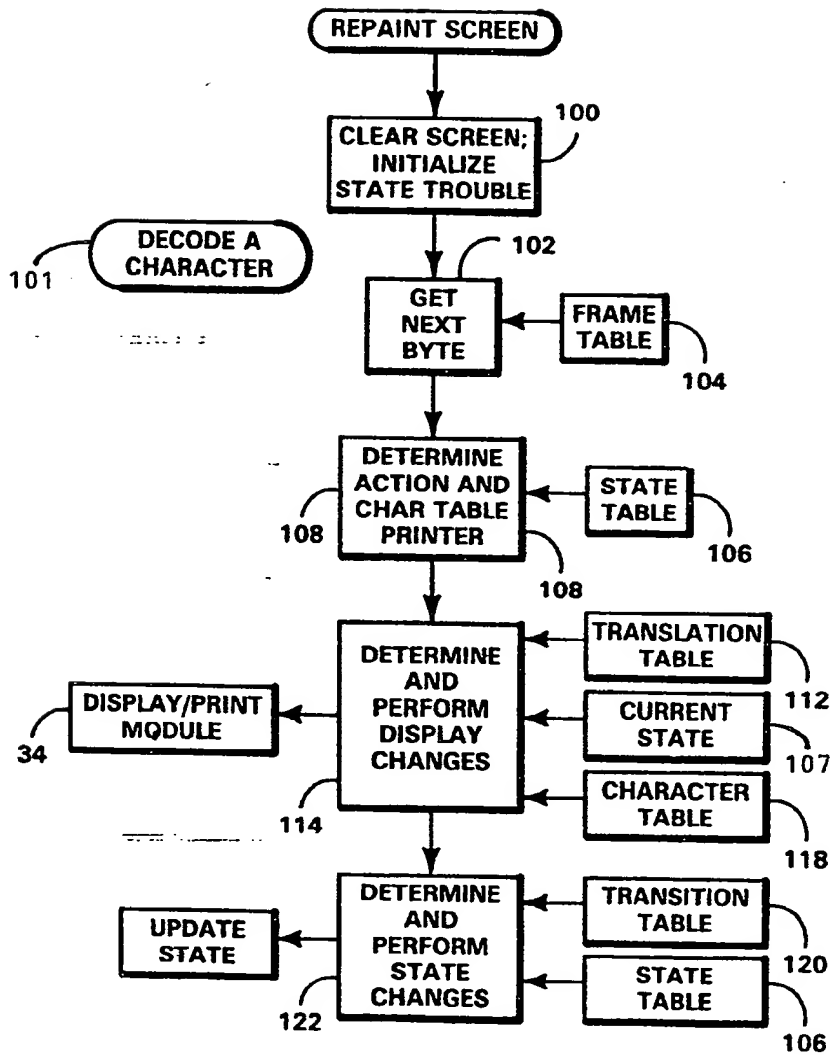 REPAINT SCREEN
100
CLEAR SCREEN;
INITIALIZE
STATE TROUBLE
101
DECODE A
CHARACTER
102
GET
NEXT
BYTE
FRAME
TABLE
104
108
DETERMINE
ACTION AND
CHAR TABLE
PRINTER
108
STATE
TABLE
106
DETERMINE
AND
PERFORM
DISPLAY
CHANGES
114
DISPLAY/PRINT
MODULE
34
TRANSLATION
TABLE
112
CURRENT
STATE
107
CHARACTER
TABLE
118
DETERMINE
AND
PERFORM
STATE
CHANGES
122
UPDATE
STATE
TRANSITION
TABLE
120
STATE
TABLE
106